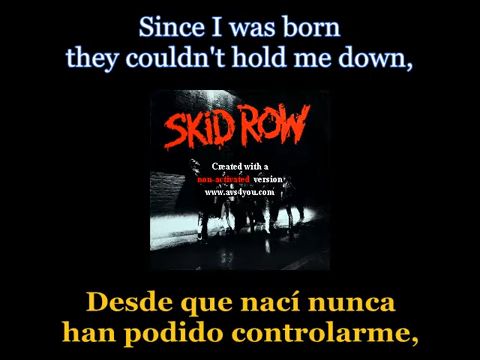 Since I was born
they couldn't hold me down,
SKID ROW
Created with a
non-activated version
www.avs4you.com
Desde que nací nunca
han podido controlarme,